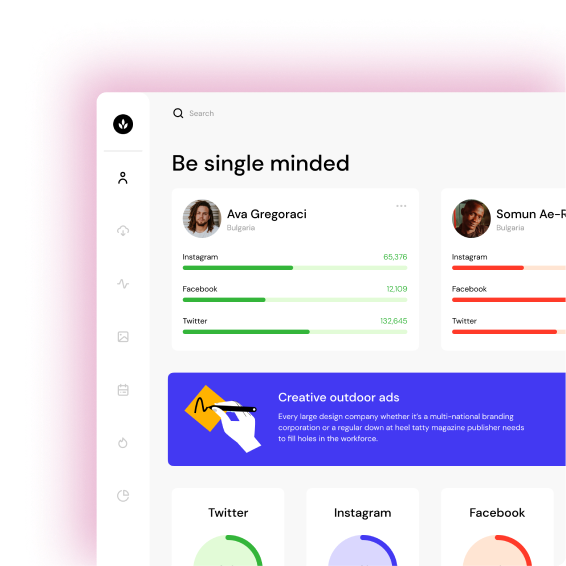 Search
Be single minded
Ava Gregoraci
Bulgaria
Instagram 65,376
Facebook 12,109
Twitter 132,645
Somun Ae-R
Bulgaria
Instagram
Facebook
Twitter
Creative outdoor ads
Every large design company whether it's a multi-national branding
corporation or a regular down at heel tatty magazine publisher needs
to fill holes in the workforce.
Twitter
Instagram
Facebook